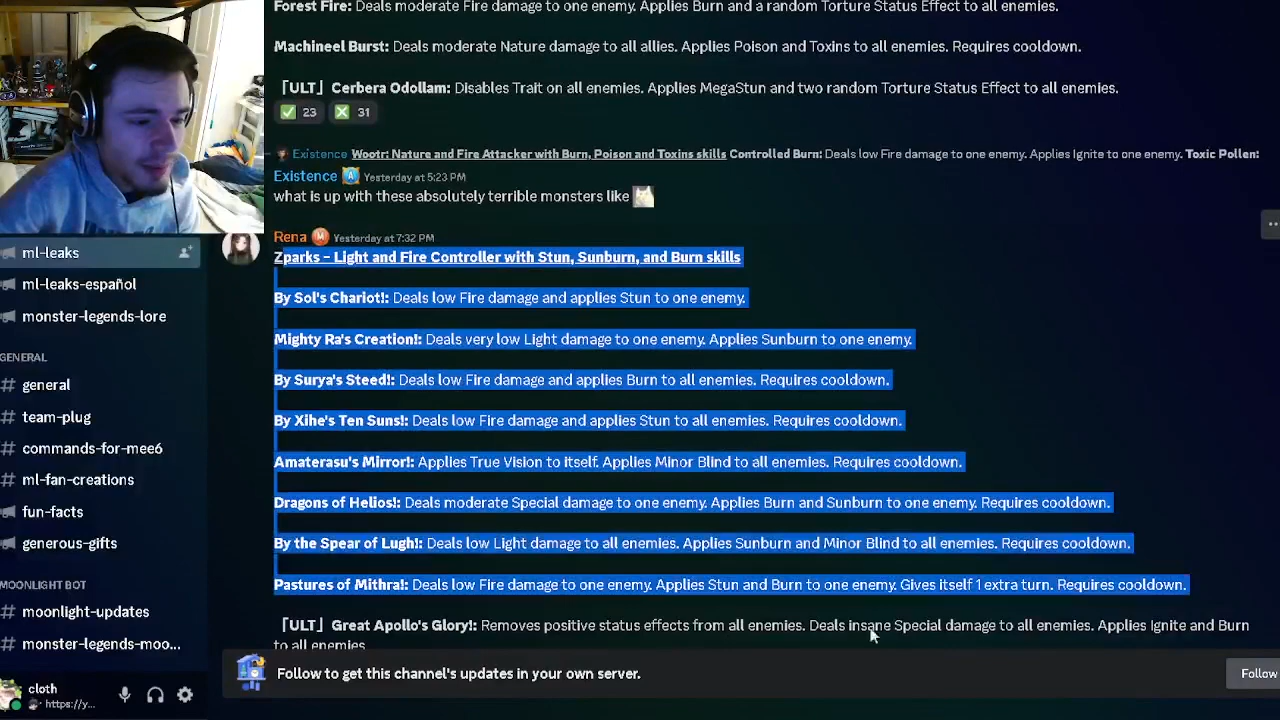 Forest Fire: Deals moderate Fire damage to one enemy. Applies Burn and a random Torture Status Effect to all enemies.
Machineel Burst: Deals moderate Nature damage to all allies. Applies Poison and Toxins to all enemies. Requires cooldown.
「ULT」 Cerbera Odollam: Disables Trait on all enemies. Applies MegaStun and two random Torture Status Effect to all enemies.
23 31
Existence Wootr: Nature and Fire Attacker with Burn, Poison and Toxins skills Controlled Burn: Deals low Fire damage to one enemy. Applies Ignite to one enemy. Toxic Pollen:
Existence Yesterday at 5:23 PM
what is up with these absolutely terrible monsters like
Rena Yesterday at 7:32 PM
Zparks - Light and Fire Controller with Stun, Sunburn, and Burn skills
By Sol's Chariot!: Deals low Fire damage and applies Stun to one enemy.
Mighty Ra's Creation!: Deals very low Light damage to one enemy. Applies Sunburn to one enemy.
By Surya's Steed!: Deals low Fire damage and applies Burn to all enemies. Requires cooldown.
By Xihe's Ten Suns!: Deals low Fire damage and applies Stun to all enemies. Requires cooldown.
Amaterasu's Mirror!: Applies True Vision to itself. Applies Minor Blind to all enemies. Requires cooldown.
Dragons of Helios!: Deals moderate Special damage to one enemy. Applies Burn and Sunburn to one enemy. Requires cooldown.
By the Spear of Lugh!: Deals low Light damage to all enemies. Applies Sunburn and Minor Blind to all enemies. Requires cooldown.
Pastures of Mithra!: Deals low Fire damage to one enemy. Applies Stun and Burn to one enemy. Gives itself 1 extra turn. Requires cooldown.
「ULT」 Great Apollo's Glory!: Removes positive status effects from all enemies. Deals insane Special damage to all enemies. Applies Ignite and Burn
to all enemies
Follow to get this channel's updates in your own server.
Follow
ml-leaks
ml-leaks-español
monster-legends-lore
GENERAL
general
team-plug
commands-for-mee6
ml-fan-creations
fun-facts
generous-gifts
MOONLIGHT BOT
moonlight-updates
monster-legends-moo...
cloth
https://y...